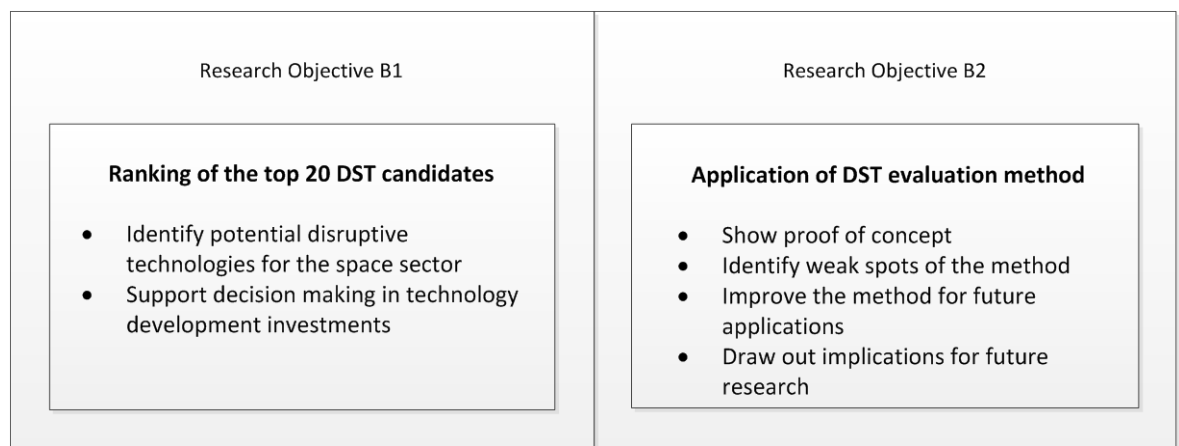 Research Objective B1
Ranking of the top 20 DST candidates
• Identify potential disruptive
technologies for the space sector
• Support decision making in technology
development investments
Research Objective B2
Application of DST evaluation method
• Show proof of concept
• Identify weak spots of the method
• Improve the method for future
applications
• Draw out implications for future
research